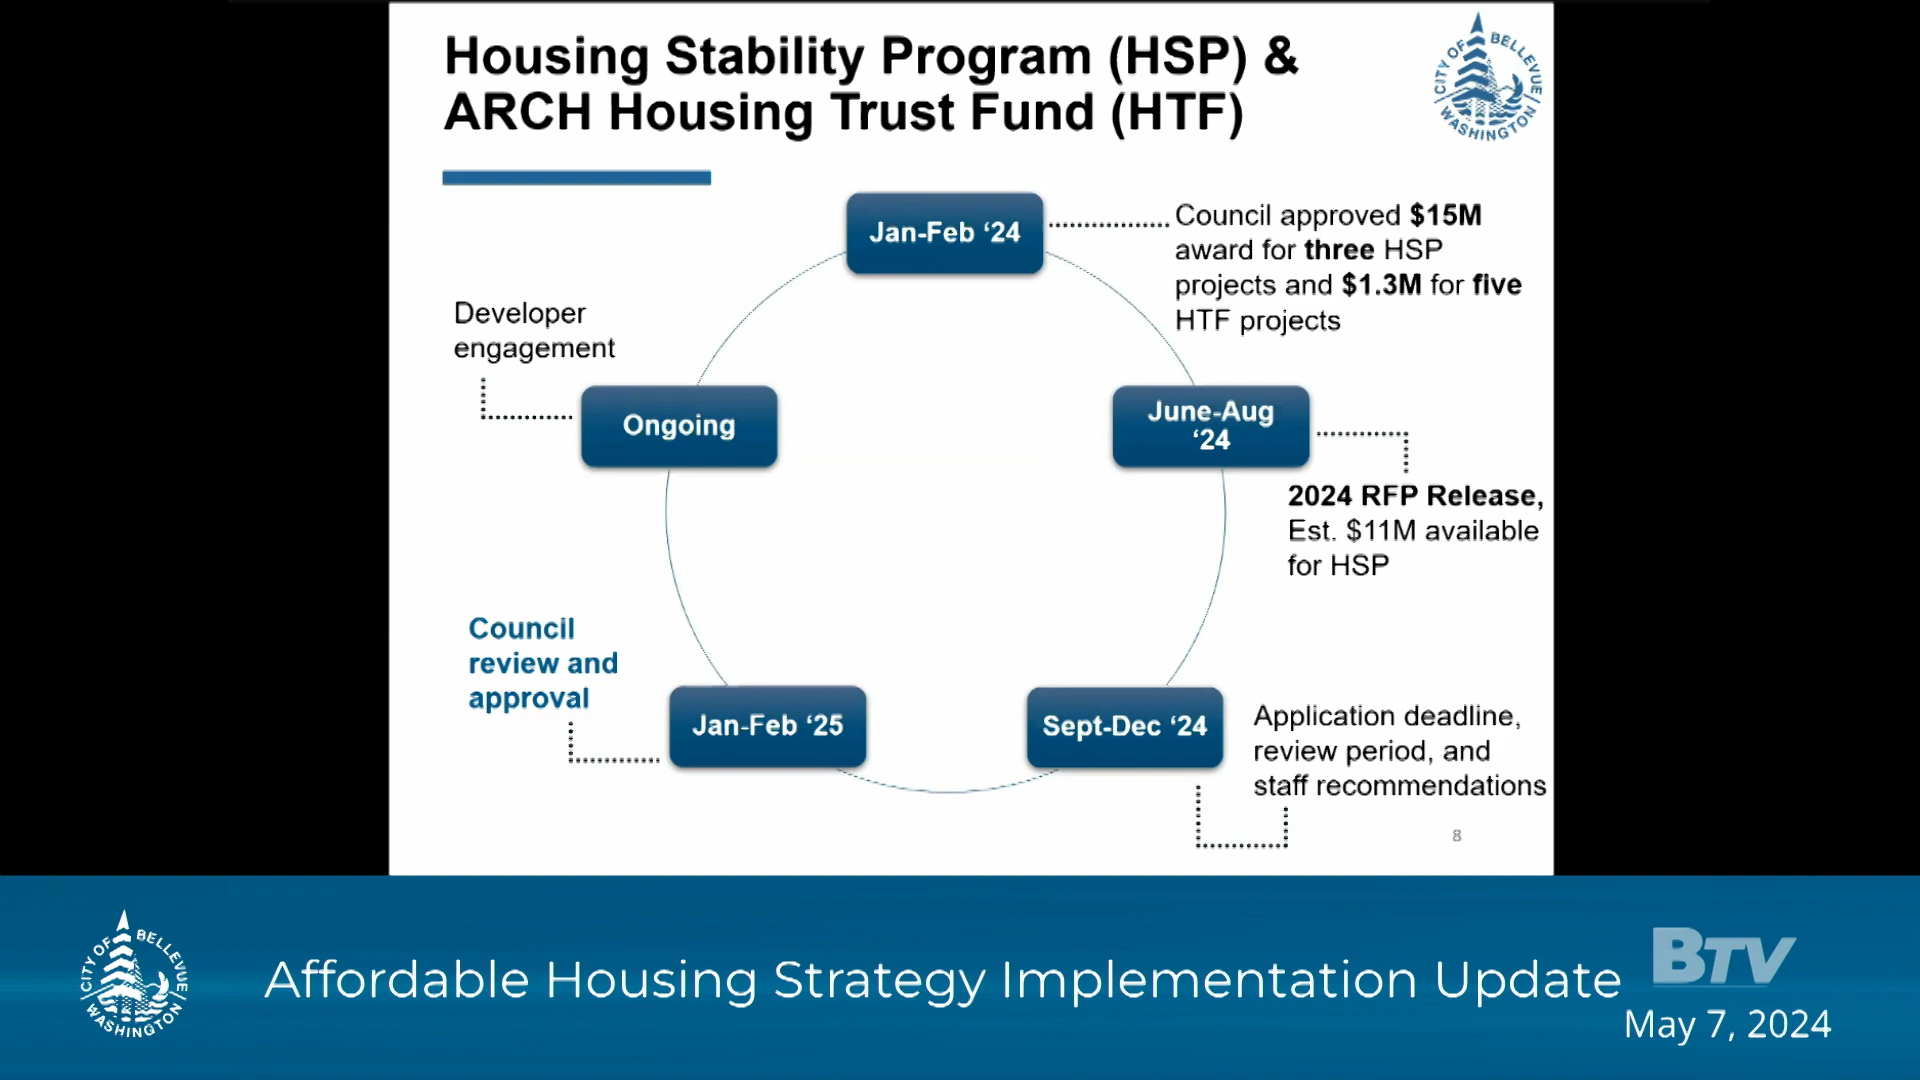 Housing Stability Program (HSP) &
ARCH Housing Trust Fund (HTF)
CITY OF BELLEVUE
WASHINGTON
Jan-Feb ‘24
Council approved $15M
award for three HSP
projects and $1.3M for five
HTF projects
Developer
engagement
Ongoing
June-Aug
‘24
2024 RFP Release,
Est. $11M available
for HSP
Council
review and
approval
Jan-Feb ‘25
Sept-Dec ‘24
Application deadline,
review period, and
staff recommendations
8
CITY OF BELLEVUE
WASHINGTON
Affordable Housing Strategy Implementation Update
BTV
May 7, 2024